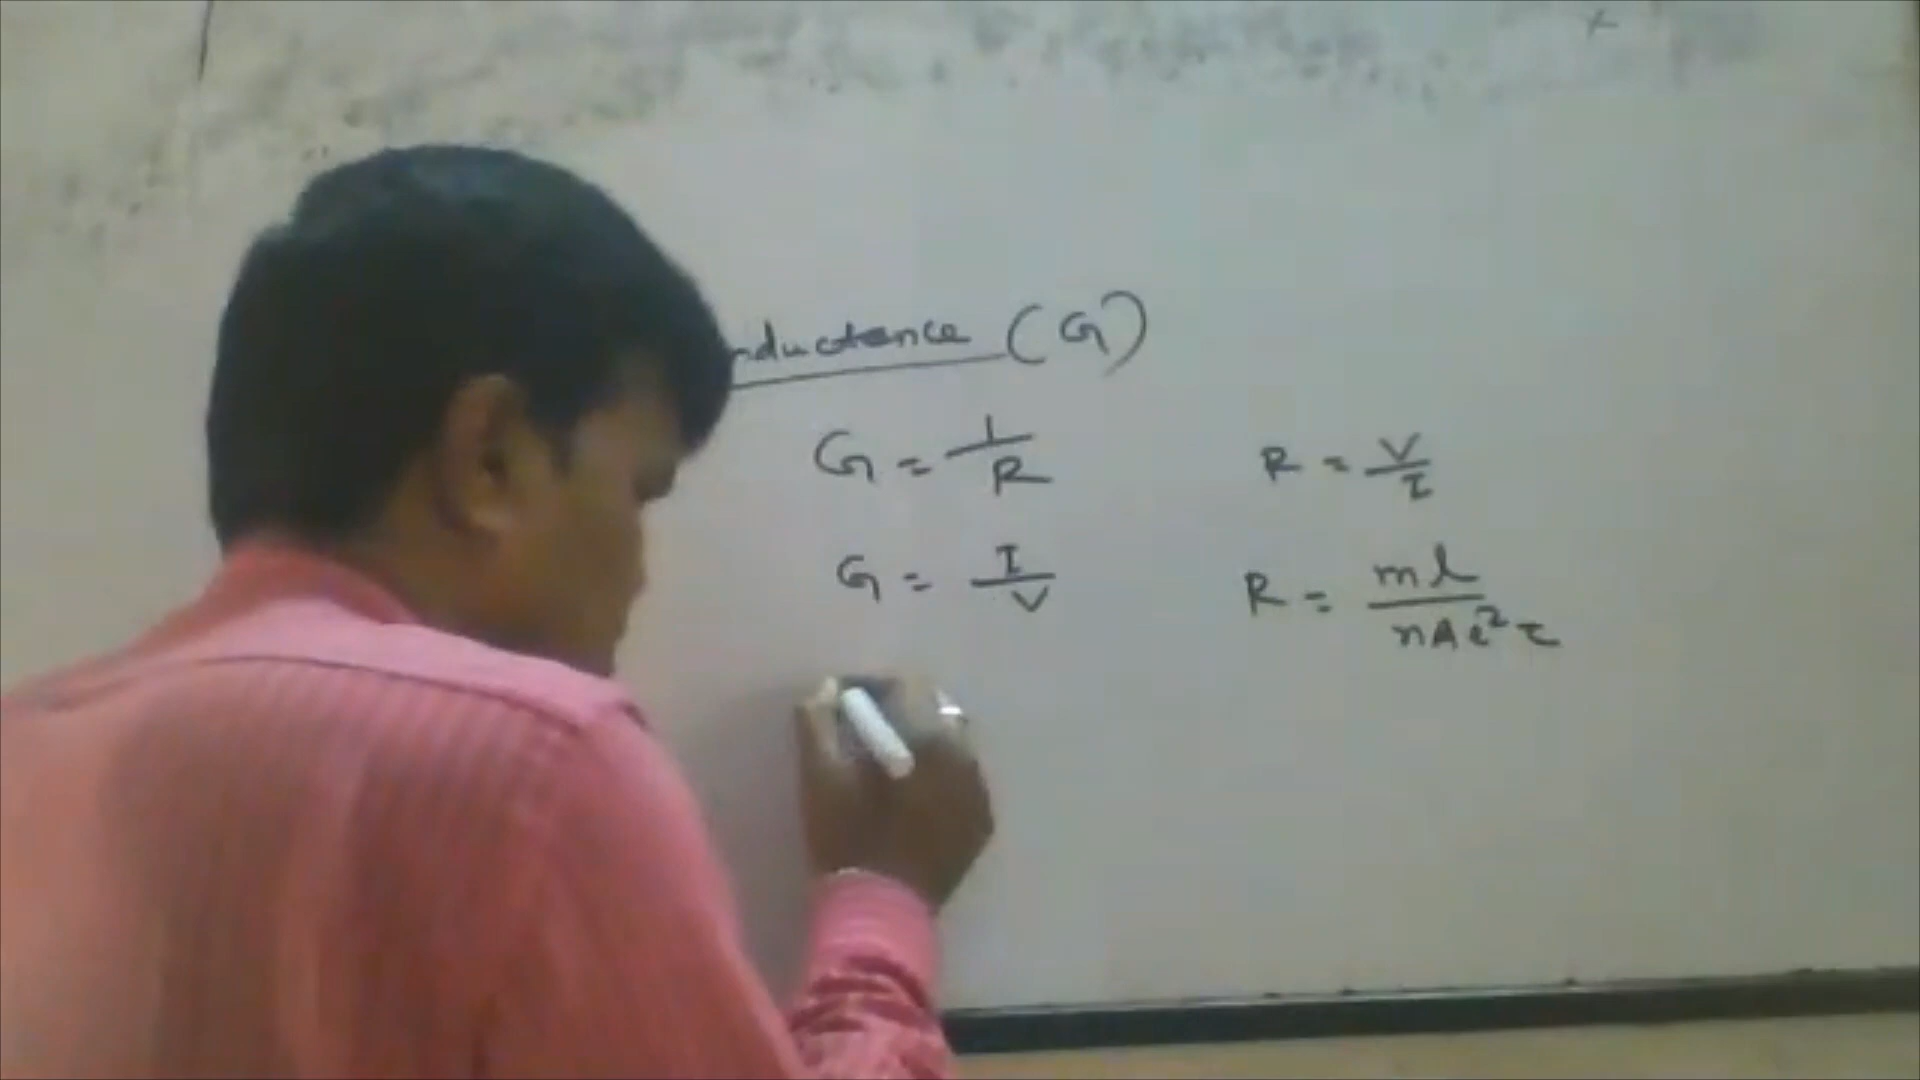 nductance (G)
G = 1/R
R = V/I
G = I/V
R = ml/nAe²τ